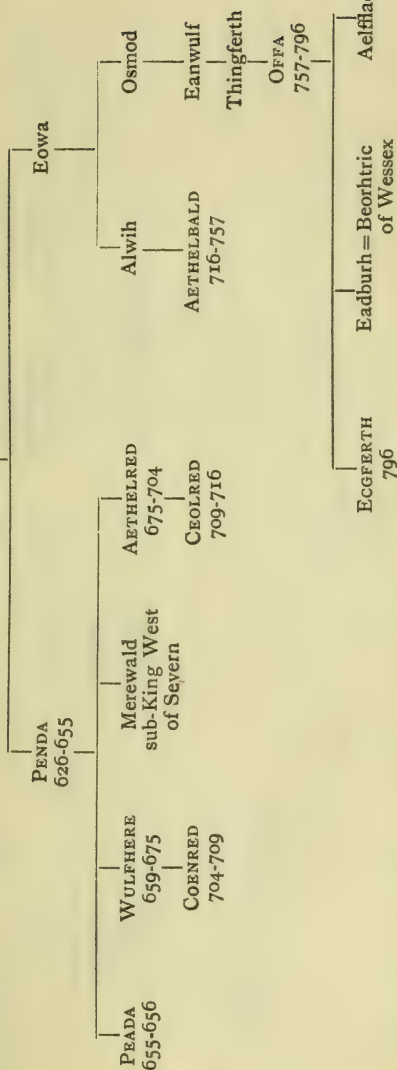 PENDA
626-655
Eowa
PEADA
655-656
WULFHERE
659-675
Merewald
sub-King West
of Severn
AETHELRED
675-704
Alwih
Osmod
COENRED
704-709
CEOLRED
709-716
AETHELBALD
716-757
Eanwulf
Thingferth
OFFA
757-796
ECGFERTH
796
Eadburh = Beorhtric
of Wessex